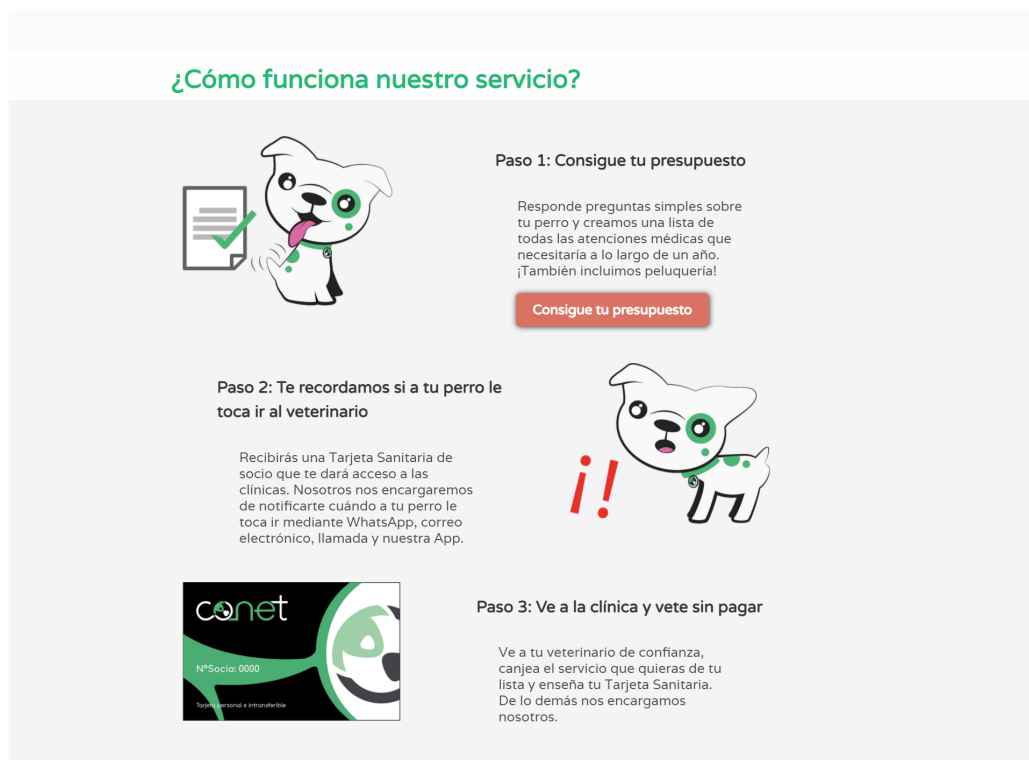 ¿Cómo funciona nuestro servicio?
Paso 1: Consigue tu presupuesto
Responde preguntas simples sobre
tu perro y creamos una lista de
todas las atenciones médicas que
necesitaría a lo largo de un año.
¡También incluimos peluquería!
Consigue tu presupuesto
Paso 2: Te recordamos si a tu perro le
toca ir al veterinario
Recibirás una Tarjeta Sanitaria de
socio que te dará acceso a las
clínicas. Nosotros nos encargaremos
de notificarte cuándo a tu perro le
toca ir mediante WhatsApp, correo
electrónico, llamada y nuestra App.
¡!
canet
NºSocio: 0000
Tarjeta personal e intransferible
Paso 3: Ve a la clínica y vete sin pagar
Ve a tu veterinario de confianza,
canjea el servicio que quieras de tu
lista y enseña tu Tarjeta Sanitaria.
De lo demás nos encargamos
nosotros.